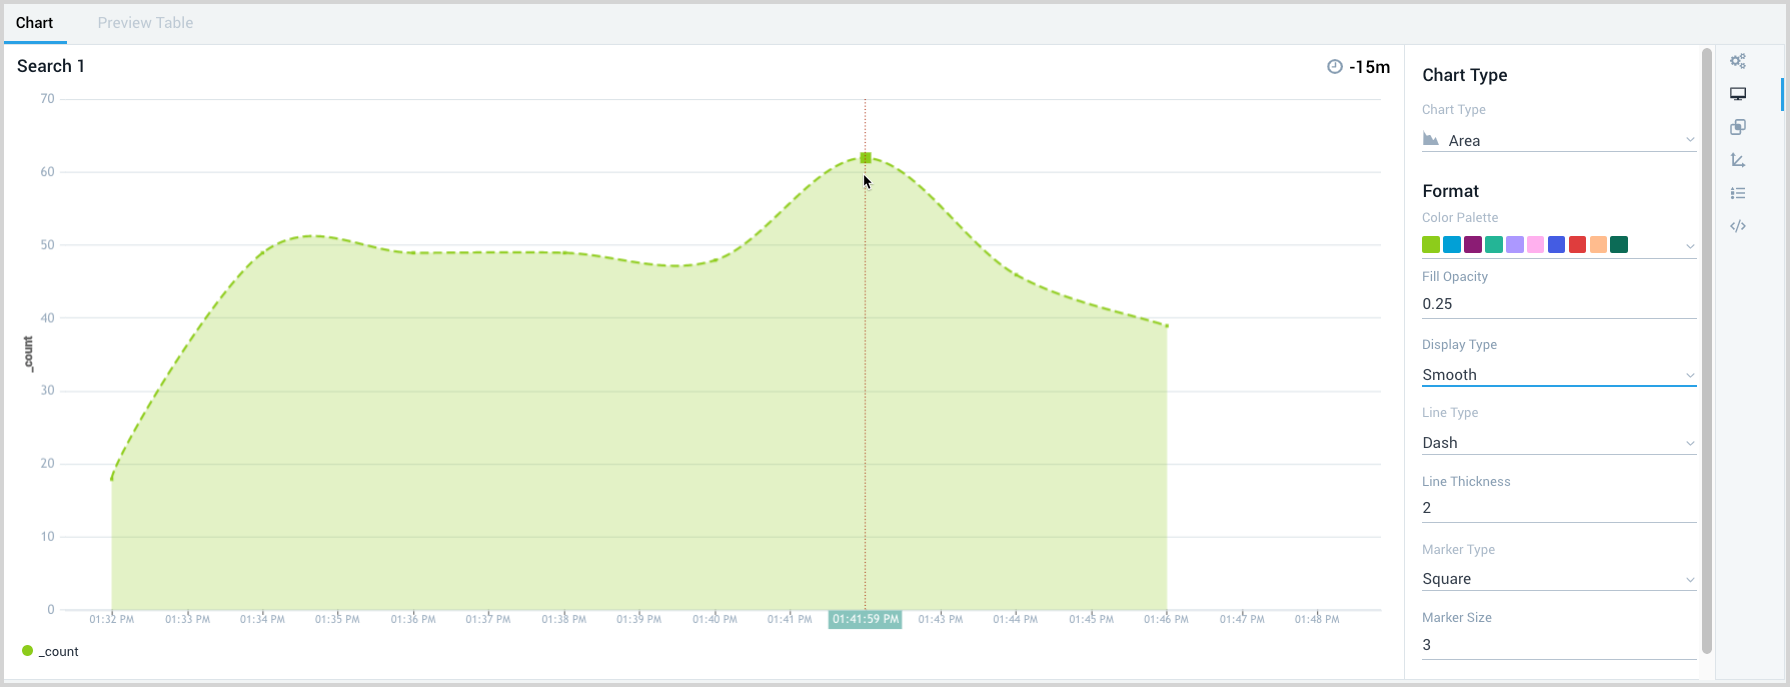 Chart Preview Table
Search 1
-15m
70
60
50
40
30
20
10
0
_count
01:32 PM 01:33 PM 01:34 PM 01:35 PM 01:36 PM 01:37 PM 01:38 PM 01:39 PM 01:40 PM 01:41 PM 01:41:59 PM 01:43 PM 01:44 PM 01:45 PM 01:46 PM 01:47 PM 01:48 PM
_count
Chart Type
Chart Type
Area
Format
Color Palette
Fill Opacity
0.25
Display Type
Smooth
Line Type
Dash
Line Thickness
2
Marker Type
Square
Marker Size
3